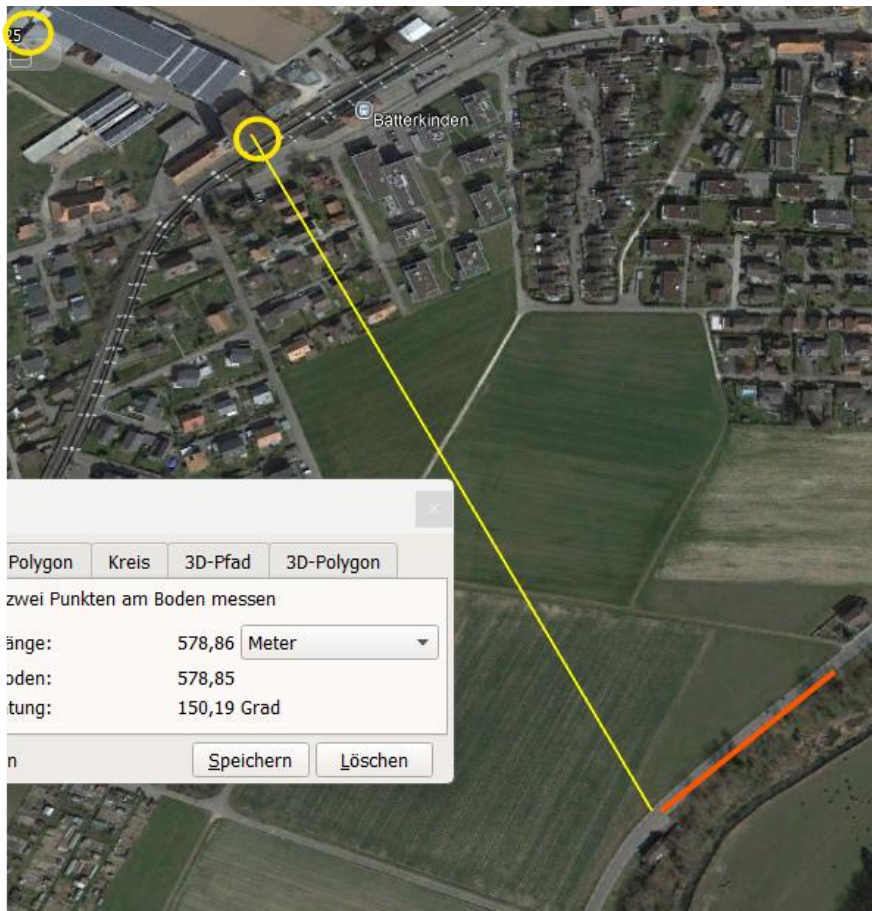 25
Bätterkinden
Polygon
Kreis
3D-Pfad
3D-Polygon
zwei Punkten am Boden messen
änge:
578,86
Meter
oden:
578,85
tung:
150,19 Grad
n
Speichern
Löschen